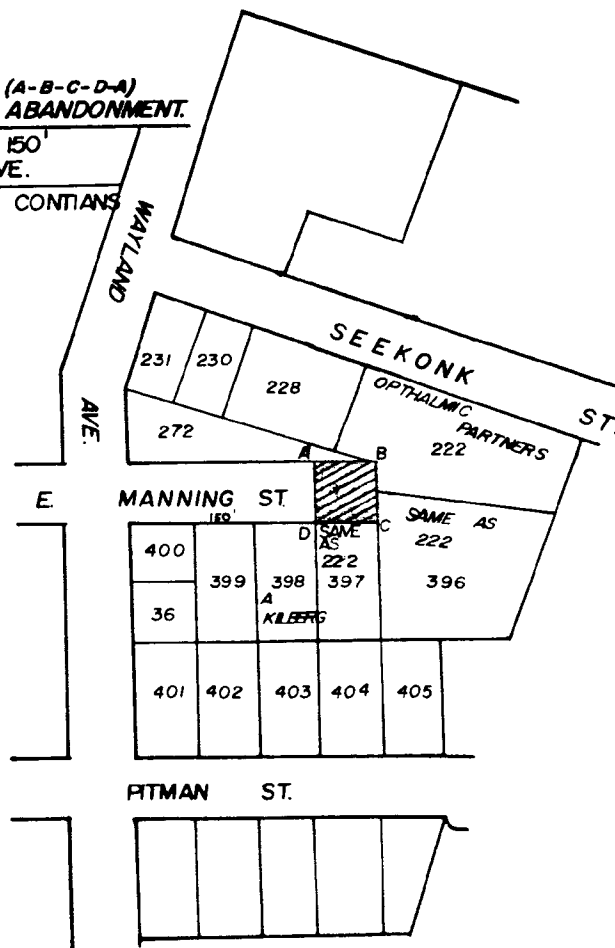 (A-B-C-D-A)
ABANDONMENT.
150'
VE.
CONTIANS
WAYLAND
AVE.
SEEKONK ST.
231
230
228
OPTHALMIC
PARTNERS
222
272
A
B
E. MANNING ST.
150'
D
C
SAME AS
222
SAME
AS
222
400
399
398
397
396
A
KILBERG
36
401
402
403
404
405
PITMAN ST.